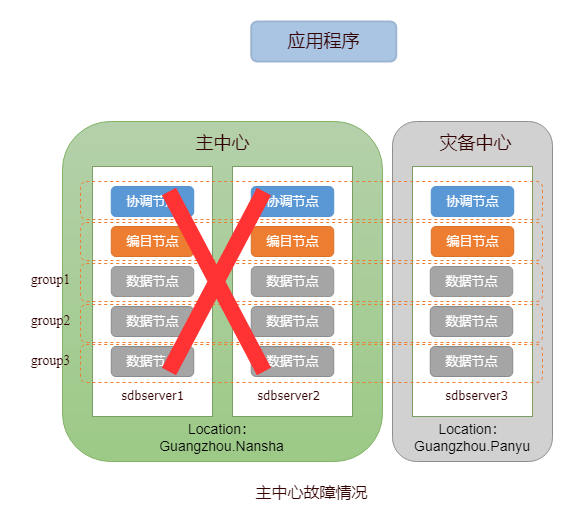 应用程序
主中心
灾备中心
协调节点
协调节点
协调节点
编目节点
编目节点
编目节点
group1
数据节点
数据节点
数据节点
group2
数据节点
数据节点
数据节点
group3
数据节点
数据节点
数据节点
sdbserver1
sdbserver2
sdbserver3
Location：
Guangzhou.Nansha
Location：
Guangzhou.Panyu
主中心故障情况